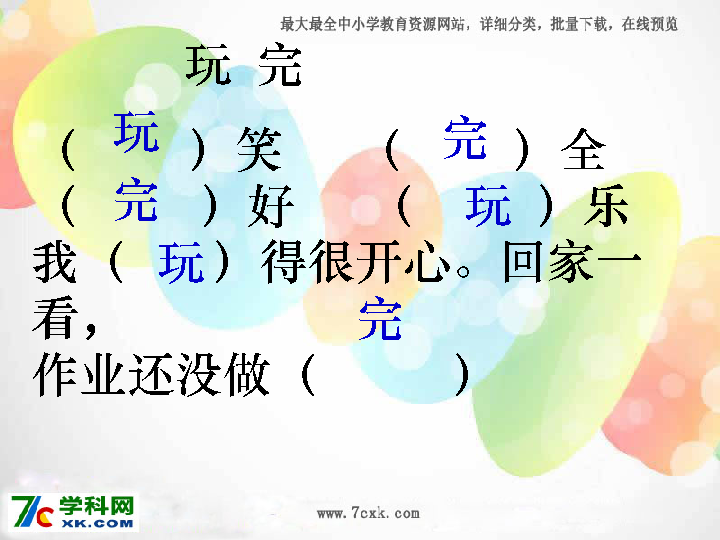 最大最全中小学教育资源网站，详细分类，批量下载，在线预览
玩 完
（ 玩 ）笑 （ 完 ）全
（ 完 ）好 （ 玩 ）乐
我（ 玩）得很开心。回家一
看， 完
作业还没做（ ）
学科网
XK.COM
www.7cxk.com